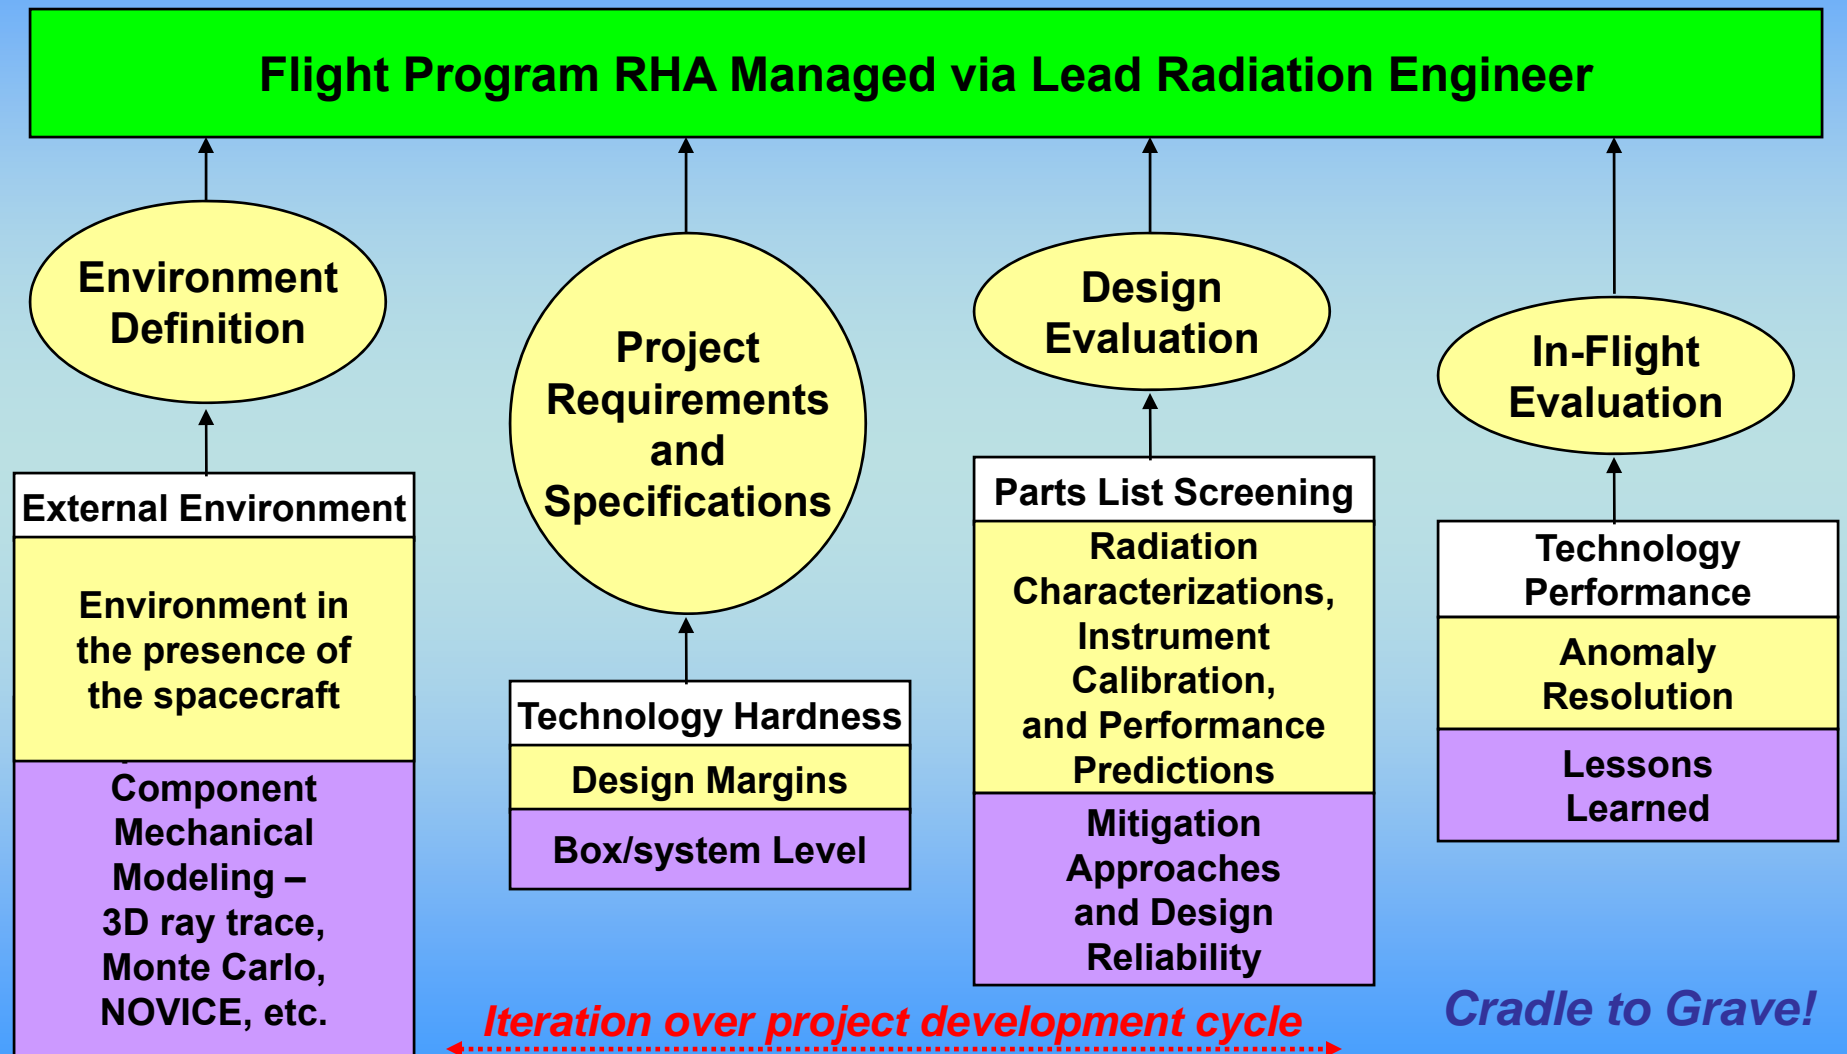 Flight Program RHA Managed via Lead Radiation Engineer
Environment
Definition
External Environment
Environment in
the presence of
the spacecraft
Component
Mechanical
Modeling –
3D ray trace,
Monte Carlo,
NOVICE, etc.
Project
Requirements
and
Specifications
Technology Hardness
Design Margins
Box/system Level
Design
Evaluation
Parts List Screening
Radiation
Characterizations,
Instrument
Calibration,
and Performance
Predictions
Mitigation
Approaches
and Design
Reliability
In-Flight
Evaluation
Technology
Performance
Anomaly
Resolution
Lessons
Learned
Iteration over project development cycle
Cradle to Grave!